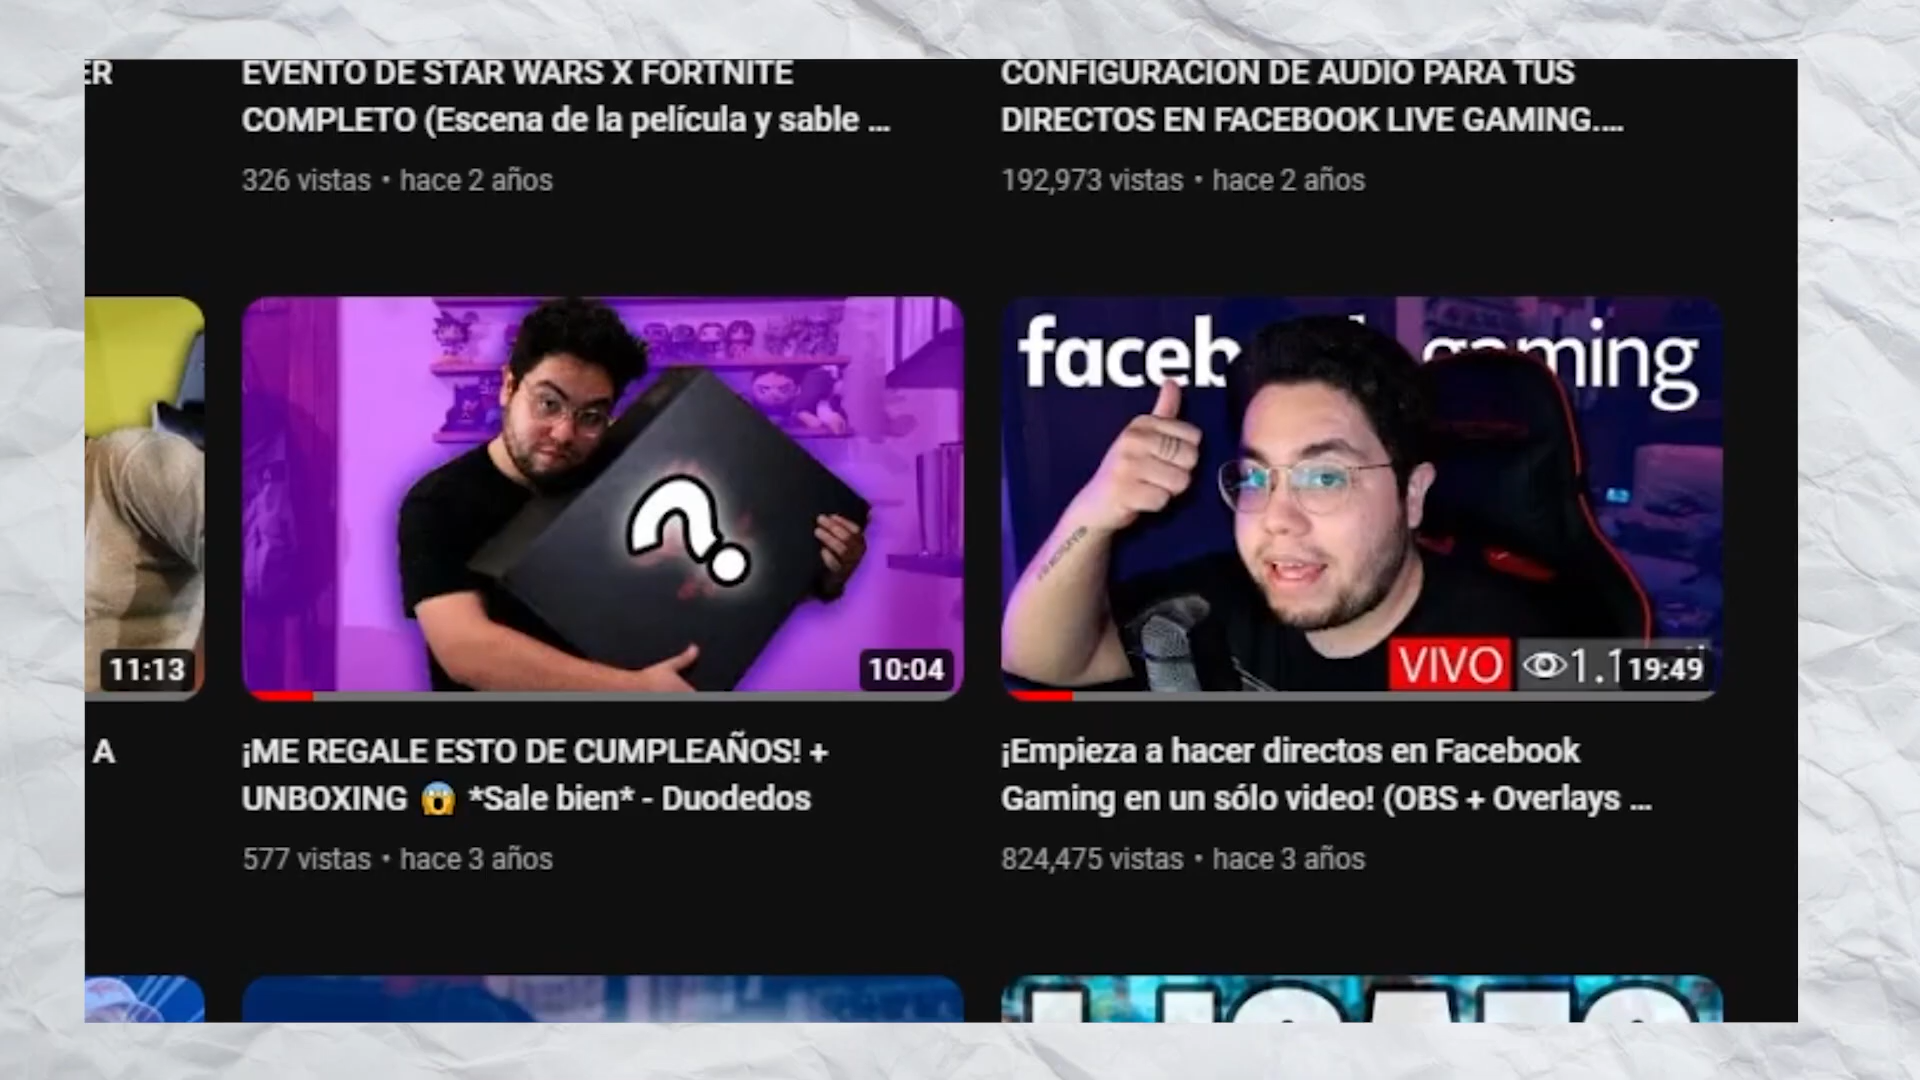 ER
EVENTO DE STAR WARS X FORTNITE
COMPLETO (Escena de la película y sable ...
326 vistas • hace 2 años
CONFIGURACION DE AUDIO PARA TUS
DIRECTOS EN FACEBOOK LIVE GAMING....
192,973 vistas • hace 2 años
11:13
?
10:04
faceb gaming
VIVO 1.1
19:49
A
¡ME REGALE ESTO DE CUMPLEAÑOS! +
UNBOXING 😱 *Sale bien* - Duodedos
577 vistas • hace 3 años
¡Empieza a hacer directos en Facebook
Gaming en un sólo video! (OBS + Overlays ...
824,475 vistas • hace 3 años